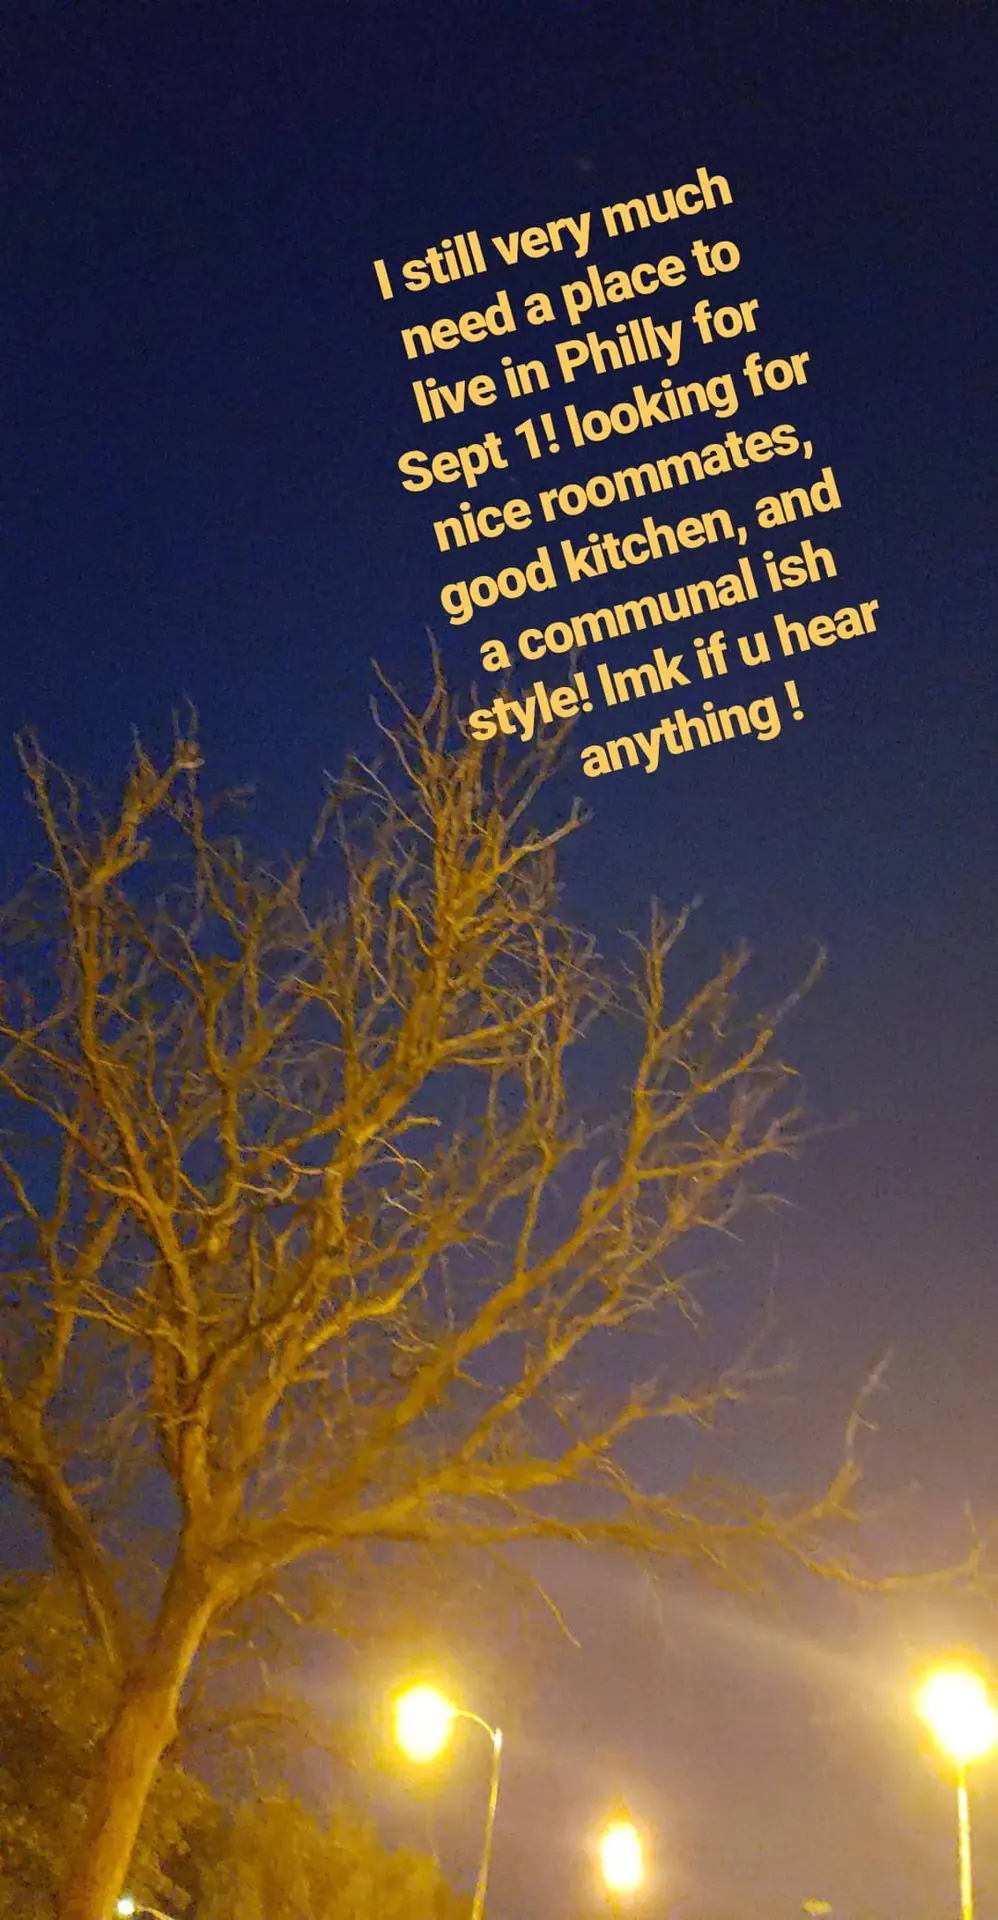 I still very much
need a place to
live in Philly for
Sept 1! looking for
nice roommates,
good kitchen, and
a communal ish
style! lmk if u hear
anything !